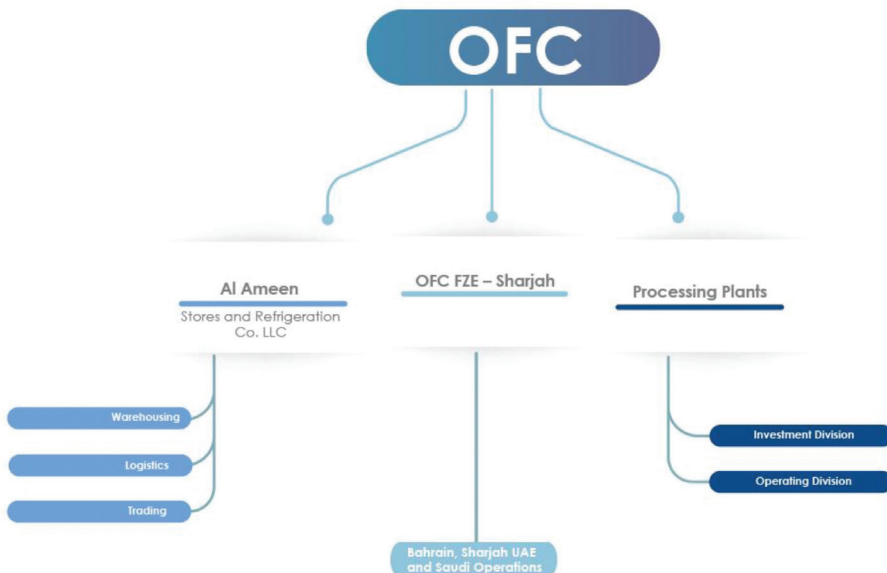 OFC
Al Ameen
Stores and Refrigeration
Co. LLC
Warehousing
Logistics
Trading
OFC FZE – Sharjah
Bahrain, Sharjah UAE
and Saudi Operations
Processing Plants
Investment Division
Operating Division